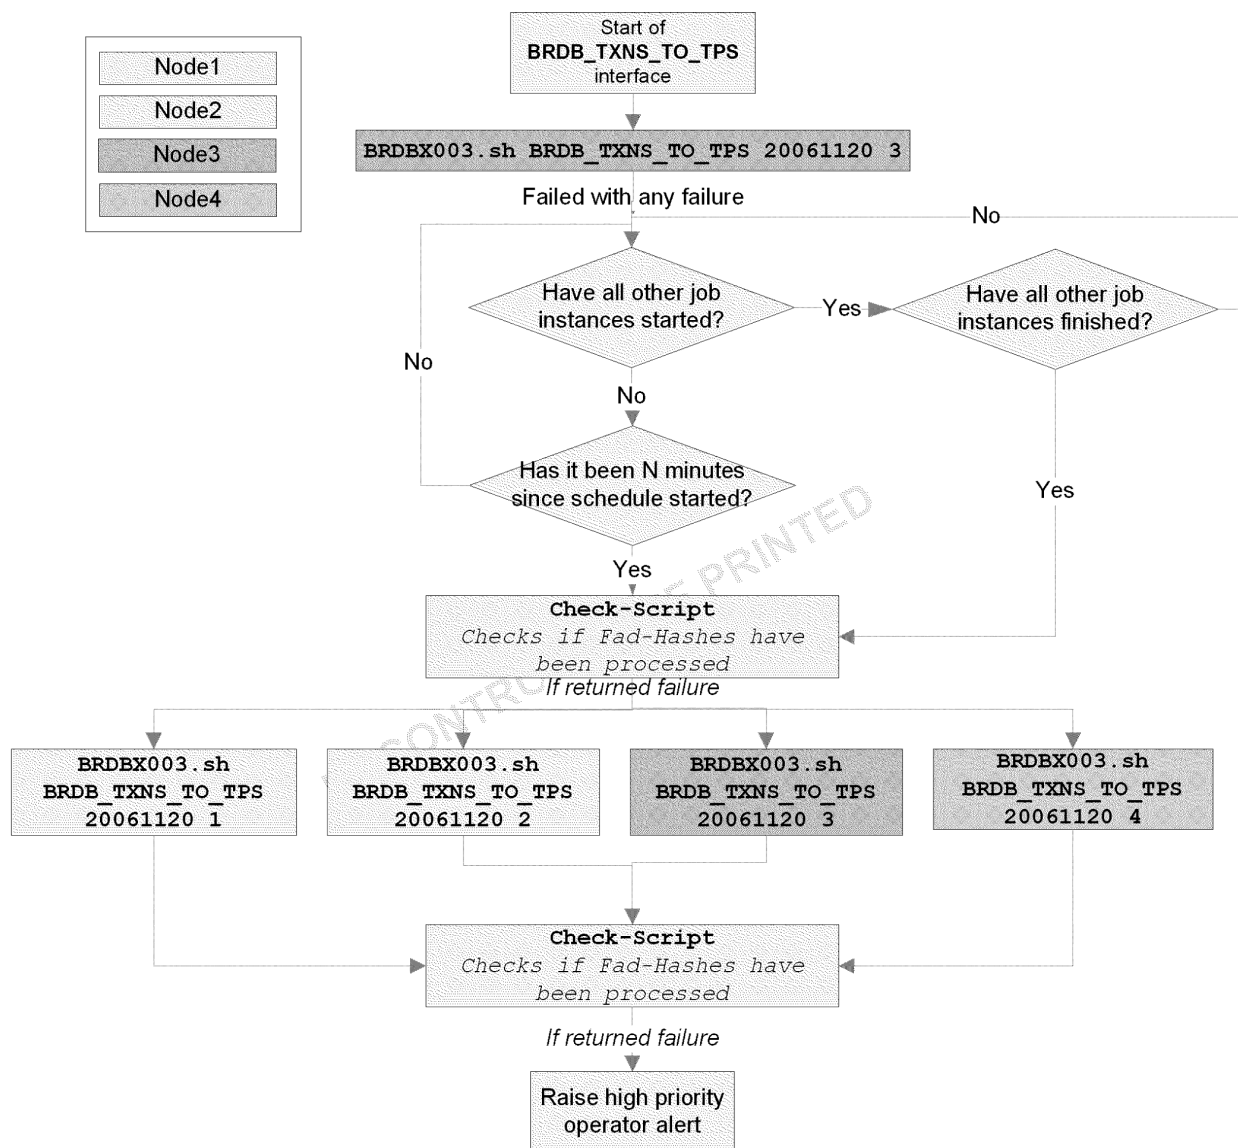 Node1
Node2
Node3
Node4
Start of
BRDB_TXNS_TO_TPS
interface
BRDBX003.sh BRDB_TXNS_TO_TPS 20061120 3
Failed with any failure
No
Have all other job
instances started?
Yes
Have all other job
instances finished?
No
No
Has it been N minutes
since schedule started?
Yes
Yes
PRINTED
Check-Script
Checks if Fad-Hashes have
been processed
If returned failure
BRDBX003.sh
BRDB_TXNS_TO_TPS
20061120 1
BRDBX003.sh
BRDB_TXNS_TO_TPS
20061120 2
BRDBX003.sh
BRDB_TXNS_TO_TPS
20061120 3
BRDBX003.sh
BRDB_TXNS_TO_TPS
20061120 4
Check-Script
Checks if Fad-Hashes have
been processed
If returned failure
Raise high priority
operator alert